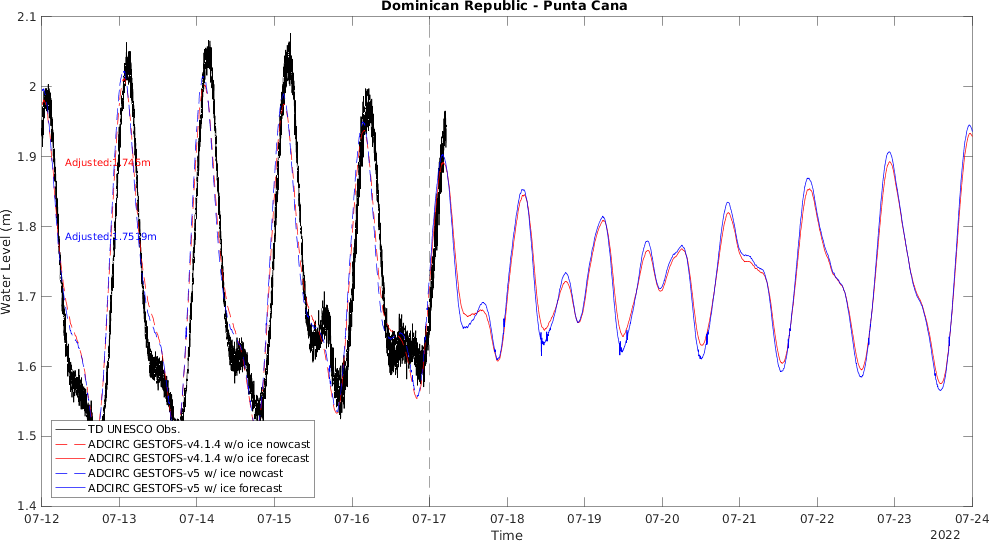 Dominican Republic - Punta Cana
2.1
2
1.9
1.8
1.7
1.6
1.5
1.4
Water Level (m)
Adjusted:1.746m
Adjusted:1.7519m
TD UNESCO Obs.
ADCIRC GESTOFS-v4.1.4 w/o ice nowcast
ADCIRC GESTOFS-v4.1.4 w/o ice forecast
ADCIRC GESTOFS-v5 w/ ice nowcast
ADCIRC GESTOFS-v5 w/ ice forecast
07-12 07-13 07-14 07-15 07-16 07-17 07-18 07-19 07-20 07-21 07-22 07-23 07-24
Time
2022